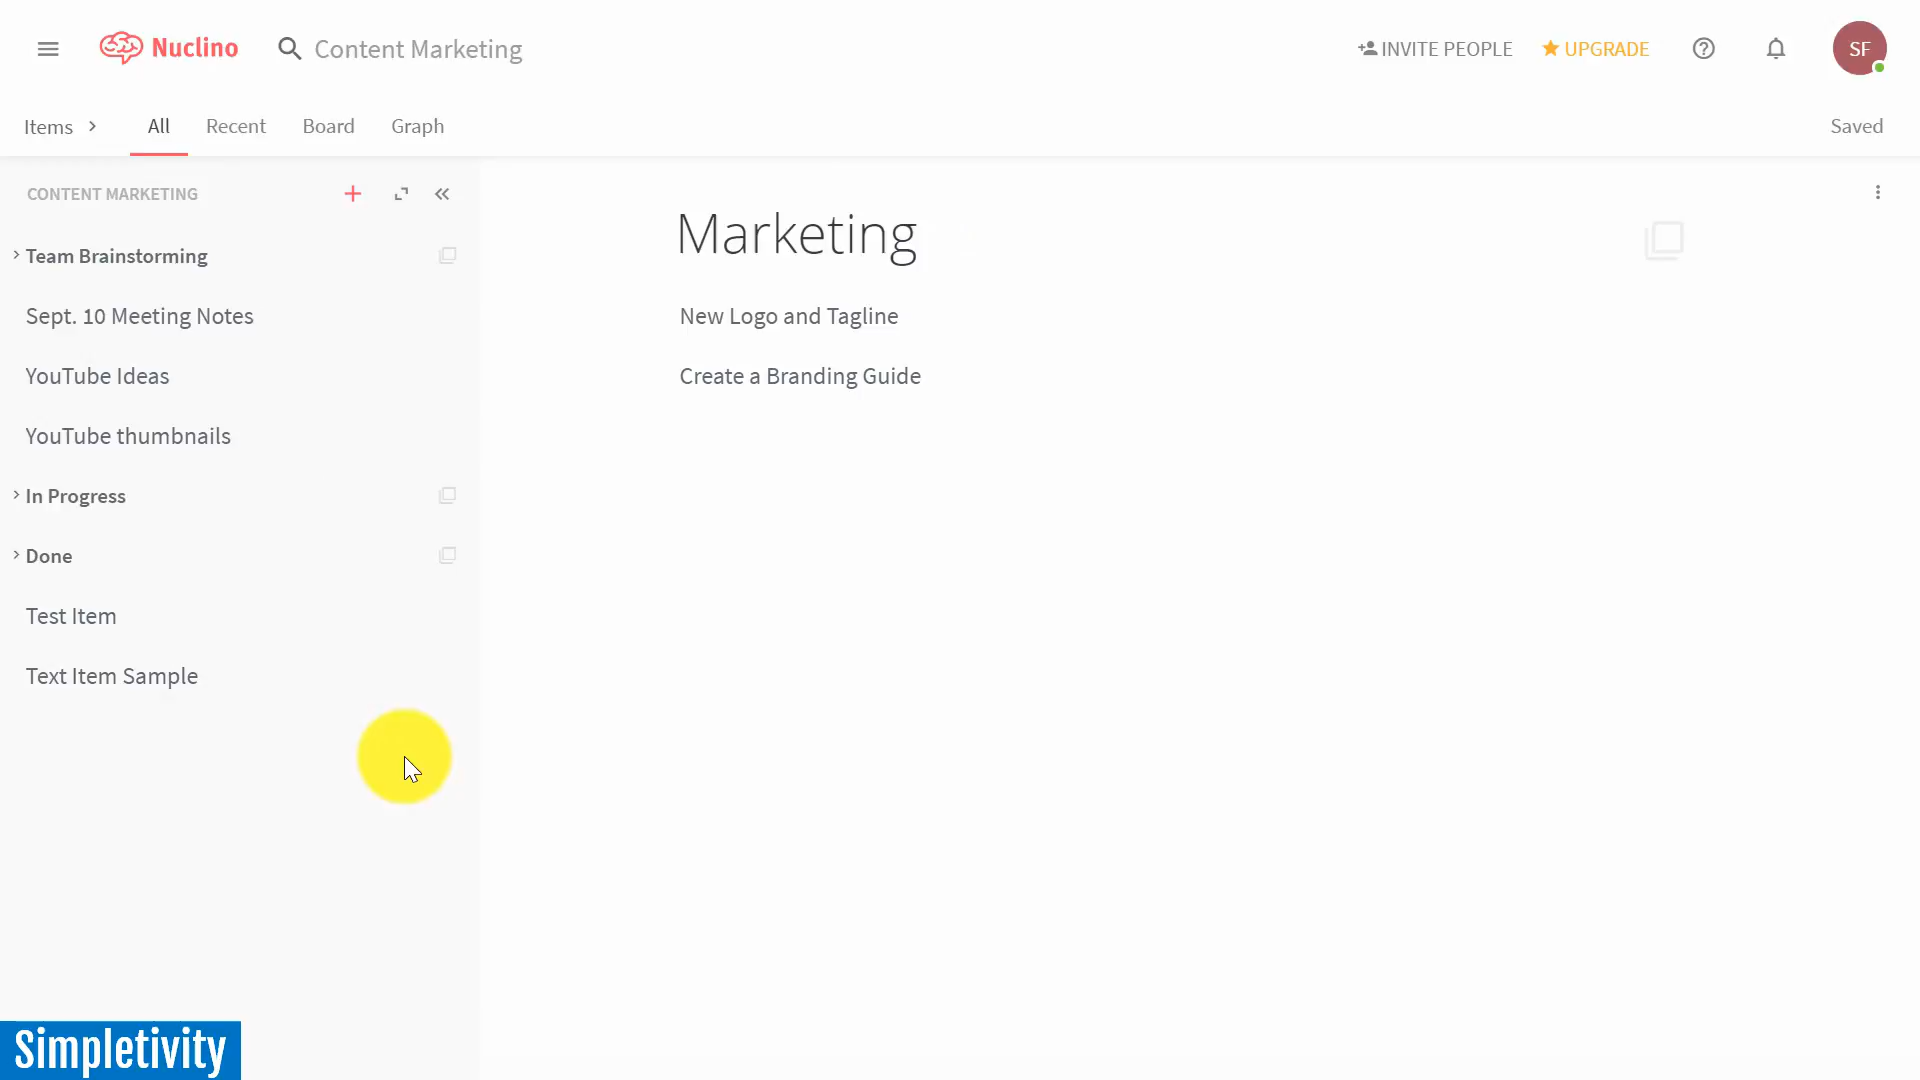 Nuclino
Content Marketing
INVITE PEOPLE
UPGRADE
SF
Items
All
Recent
Board
Graph
Saved
CONTENT MARKETING
Team Brainstorming
Sept. 10 Meeting Notes
YouTube Ideas
YouTube thumbnails
In Progress
Done
Test Item
Text Item Sample
Marketing
New Logo and Tagline
Create a Branding Guide
Simpletivity